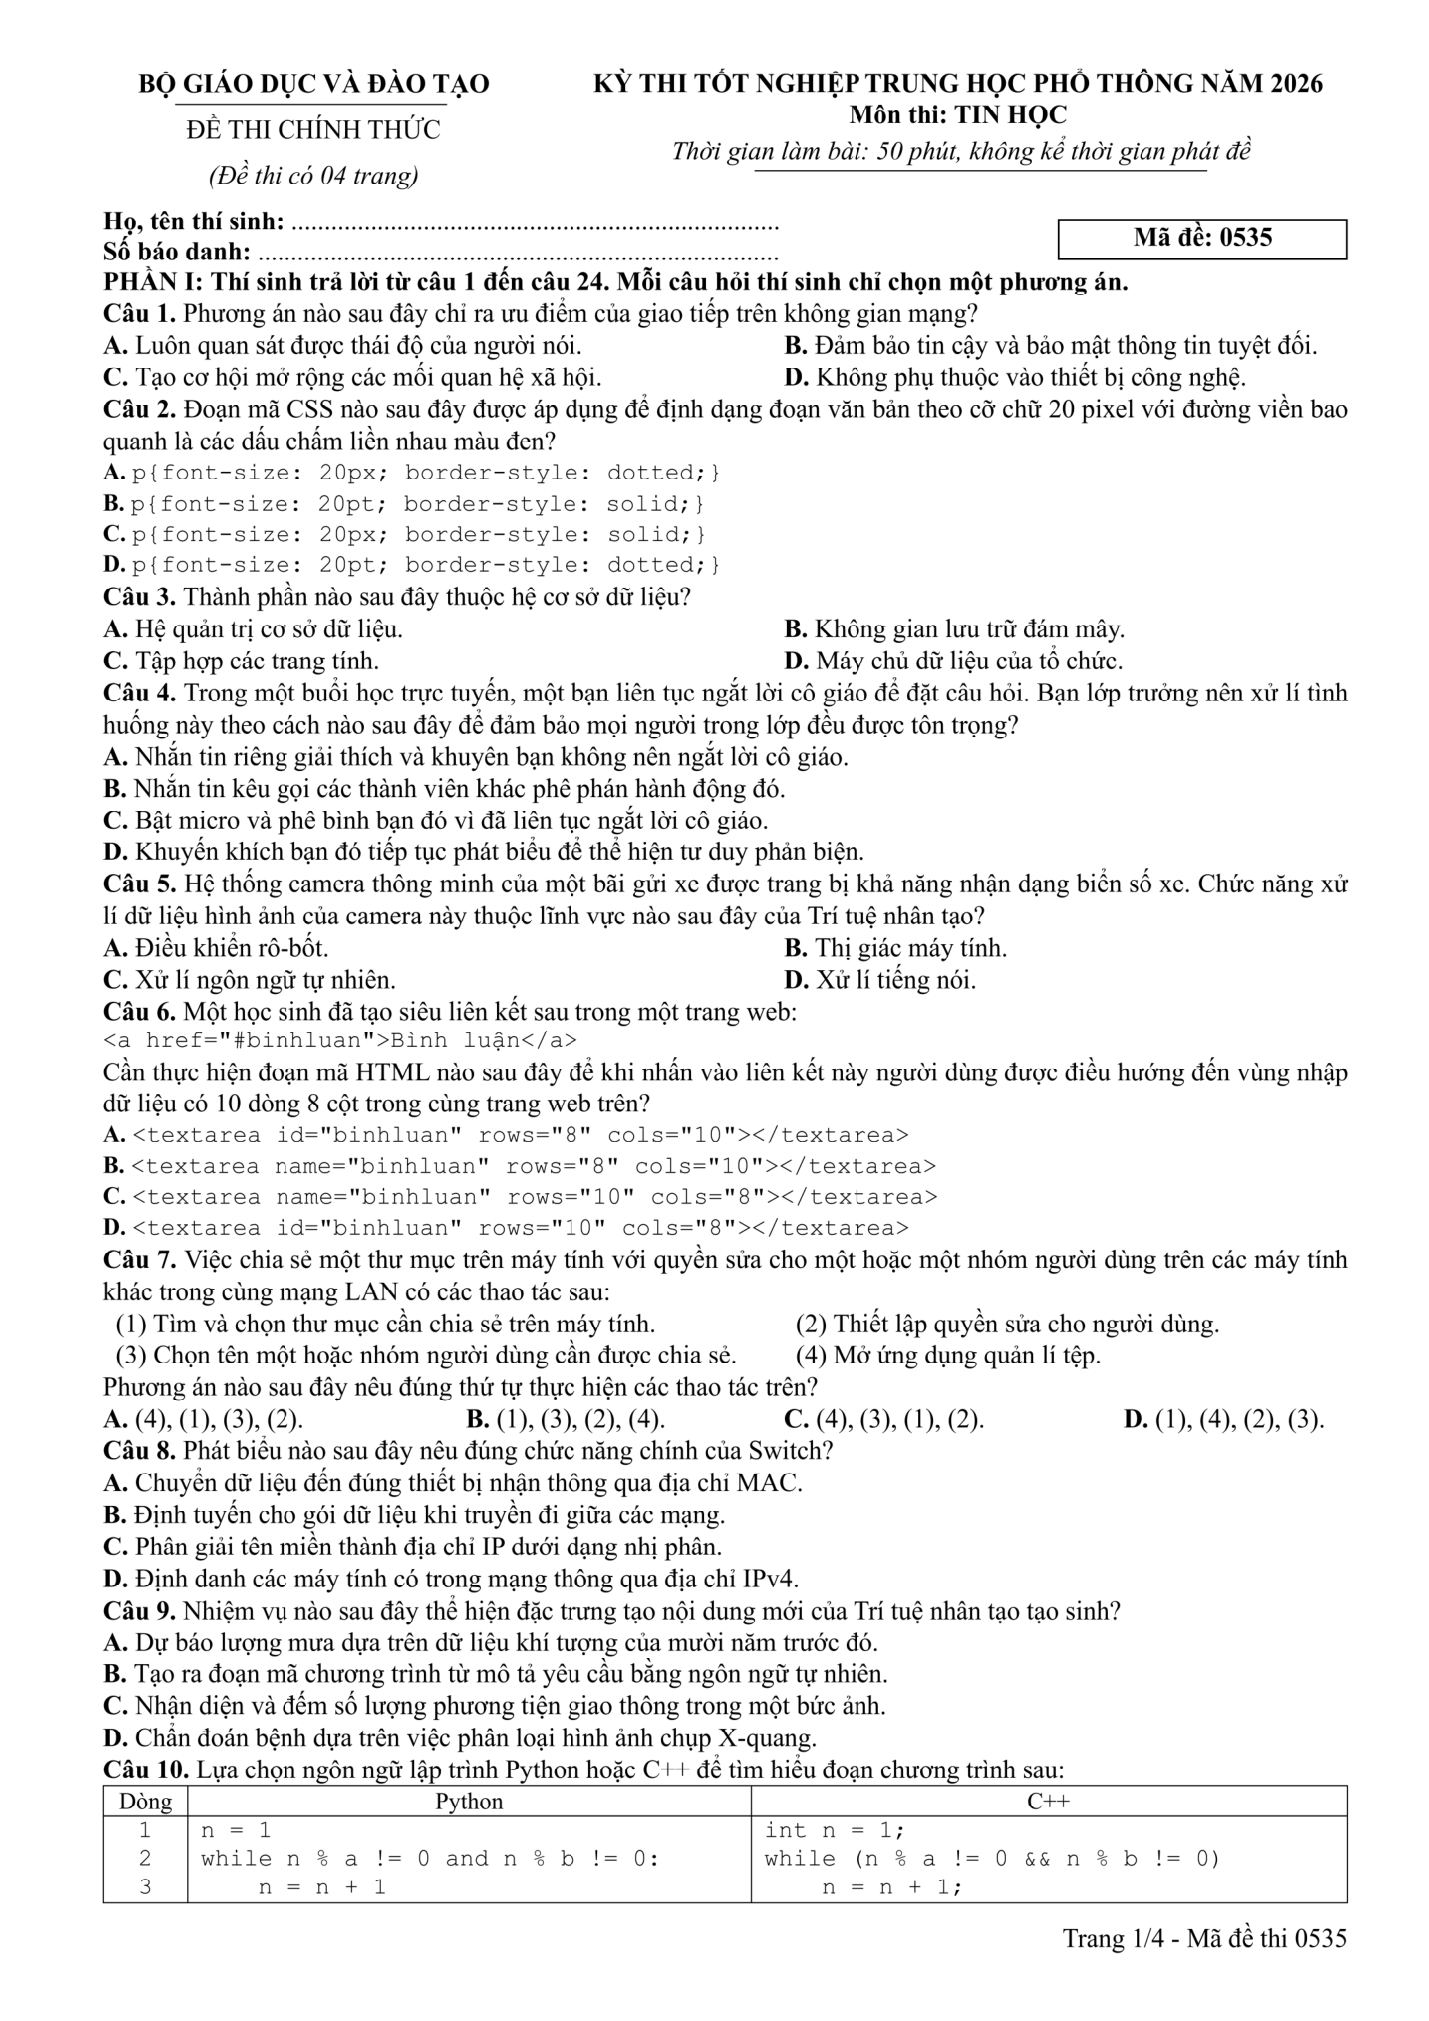 BỘ GIÁO DỤC VÀ ĐÀO TẠO
ĐỀ THI CHÍNH THỨC
(Đề thi có 04 trang)
KỲ THI TỐT NGHIỆP TRUNG HỌC PHỔ THÔNG NĂM 2026
Môn thi: TIN HỌC
Thời gian làm bài: 50 phút, không kể thời gian phát đề
Họ, tên thí sinh: ..........................................................................
Số báo danh: ...............................................................................
Mã đề: 0535
PHẦN I: Thí sinh trả lời từ câu 1 đến câu 24. Mỗi câu hỏi thí sinh chỉ chọn một phương án.
Câu 1. Phương án nào sau đây chỉ ra ưu điểm của giao tiếp trên không gian mạng?
A. Luôn quan sát được thái độ của người nói. B. Đảm bảo tin cậy và bảo mật thông tin tuyệt đối.
C. Tạo cơ hội mở rộng các mối quan hệ xã hội. D. Không phụ thuộc vào thiết bị công nghệ.
Câu 2. Đoạn mã CSS nào sau đây được áp dụng để định dạng đoạn văn bản theo cỡ chữ 20 pixel với đường viền bao
quanh là các dấu chấm liền nhau màu đen?
A. p{font-size: 20px; border-style: dotted;}
B. p{font-size: 20pt; border-style: solid;}
C. p{font-size: 20px; border-style: solid;}
D. p{font-size: 20pt; border-style: dotted;}
Câu 3. Thành phần nào sau đây thuộc hệ cơ sở dữ liệu?
A. Hệ quản trị cơ sở dữ liệu. B. Không gian lưu trữ đám mây.
C. Tập hợp các trang tính. D. Máy chủ dữ liệu của tổ chức.
Câu 4. Trong một buổi học trực tuyến, một bạn liên tục ngắt lời cô giáo để đặt câu hỏi. Bạn lớp trưởng nên xử lí tình
huống này theo cách nào sau đây để đảm bảo mọi người trong lớp đều được tôn trọng?
A. Nhắn tin riêng giải thích và khuyên bạn không nên ngắt lời cô giáo.
B. Nhắn tin kêu gọi các thành viên khác phê phán hành động đó.
C. Bật micro và phê bình bạn đó vì đã liên tục ngắt lời cô giáo.
D. Khuyến khích bạn đó tiếp tục phát biểu để thể hiện tư duy phản biện.
Câu 5. Hệ thống camera thông minh của một bãi gửi xe được trang bị khả năng nhận dạng biển số xe. Chức năng xử
lí dữ liệu hình ảnh của camera này thuộc lĩnh vực nào sau đây của Trí tuệ nhân tạo?
A. Điều khiển rô-bốt. B. Thị giác máy tính.
C. Xử lí ngôn ngữ tự nhiên. D. Xử lí tiếng nói.
Câu 6. Một học sinh đã tạo siêu liên kết sau trong một trang web:
<a href="#binhluan">Bình luận</a>
Cần thực hiện đoạn mã HTML nào sau đây để khi nhấn vào liên kết này người dùng được điều hướng đến vùng nhập
dữ liệu có 10 dòng 8 cột trong cùng trang web trên?
A. <textarea id="binhluan" rows="8" cols="10"></textarea>
B. <textarea name="binhluan" rows="8" cols="10"></textarea>
C. <textarea name="binhluan" rows="10" cols="8"></textarea>
D. <textarea id="binhluan" rows="10" cols="8"></textarea>
Câu 7. Việc chia sẻ một thư mục trên máy tính với quyền sửa cho một hoặc một nhóm người dùng trên các máy tính
khác trong cùng mạng LAN có các thao tác sau:
(1) Tìm và chọn thư mục cần chia sẻ trên máy tính. (2) Thiết lập quyền sửa cho người dùng.
(3) Chọn tên một hoặc nhóm người dùng cần được chia sẻ. (4) Mở ứng dụng quản lí tệp.
Phương án nào sau đây nêu đúng thứ tự thực hiện các thao tác trên?
A. (4), (1), (3), (2). B. (1), (3), (2), (4). C. (4), (3), (1), (2). D. (1), (4), (2), (3).
Câu 8. Phát biểu nào sau đây nêu đúng chức năng chính của Switch?
A. Chuyển dữ liệu đến đúng thiết bị nhận thông qua địa chỉ MAC.
B. Định tuyến cho gói dữ liệu khi truyền đi giữa các mạng.
C. Phân giải tên miền thành địa chỉ IP dưới dạng nhị phân.
D. Định danh các máy tính có trong mạng thông qua địa chỉ IPv4.
Câu 9. Nhiệm vụ nào sau đây thể hiện đặc trưng tạo nội dung mới của Trí tuệ nhân tạo tạo sinh?
A. Dự báo lượng mưa dựa trên dữ liệu khí tượng của mười năm trước đó.
B. Tạo ra đoạn mã chương trình từ mô tả yêu cầu bằng ngôn ngữ tự nhiên.
C. Nhận diện và đếm số lượng phương tiện giao thông trong một bức ảnh.
D. Chẩn đoán bệnh dựa trên việc phân loại hình ảnh chụp X-quang.
Câu 10. Lựa chọn ngôn ngữ lập trình Python hoặc C++ để tìm hiểu đoạn chương trình sau:
Dòng Python C++
1 n = 1 int n = 1;
2 while n % a != 0 and n % b != 0: while (n % a != 0 && n % b != 0)
3 n = n + 1 n = n + 1;
Trang 1/4 - Mã đề thi 0535